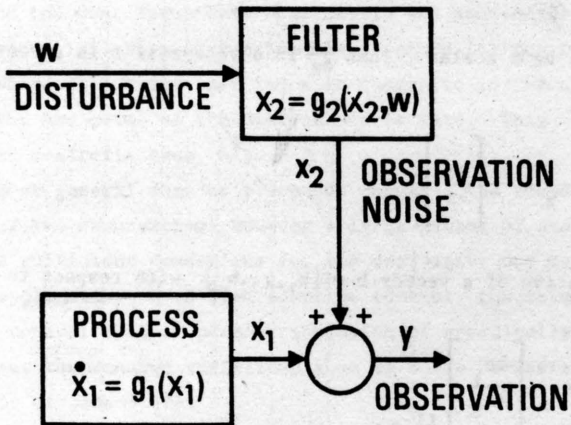 FILTER
x₂ = g₂(x₂,w)
w
DISTURBANCE
x₂
OBSERVATION
NOISE
PROCESS
ẋ₁ = g₁(x₁)
x₁
+ +
y
OBSERVATION